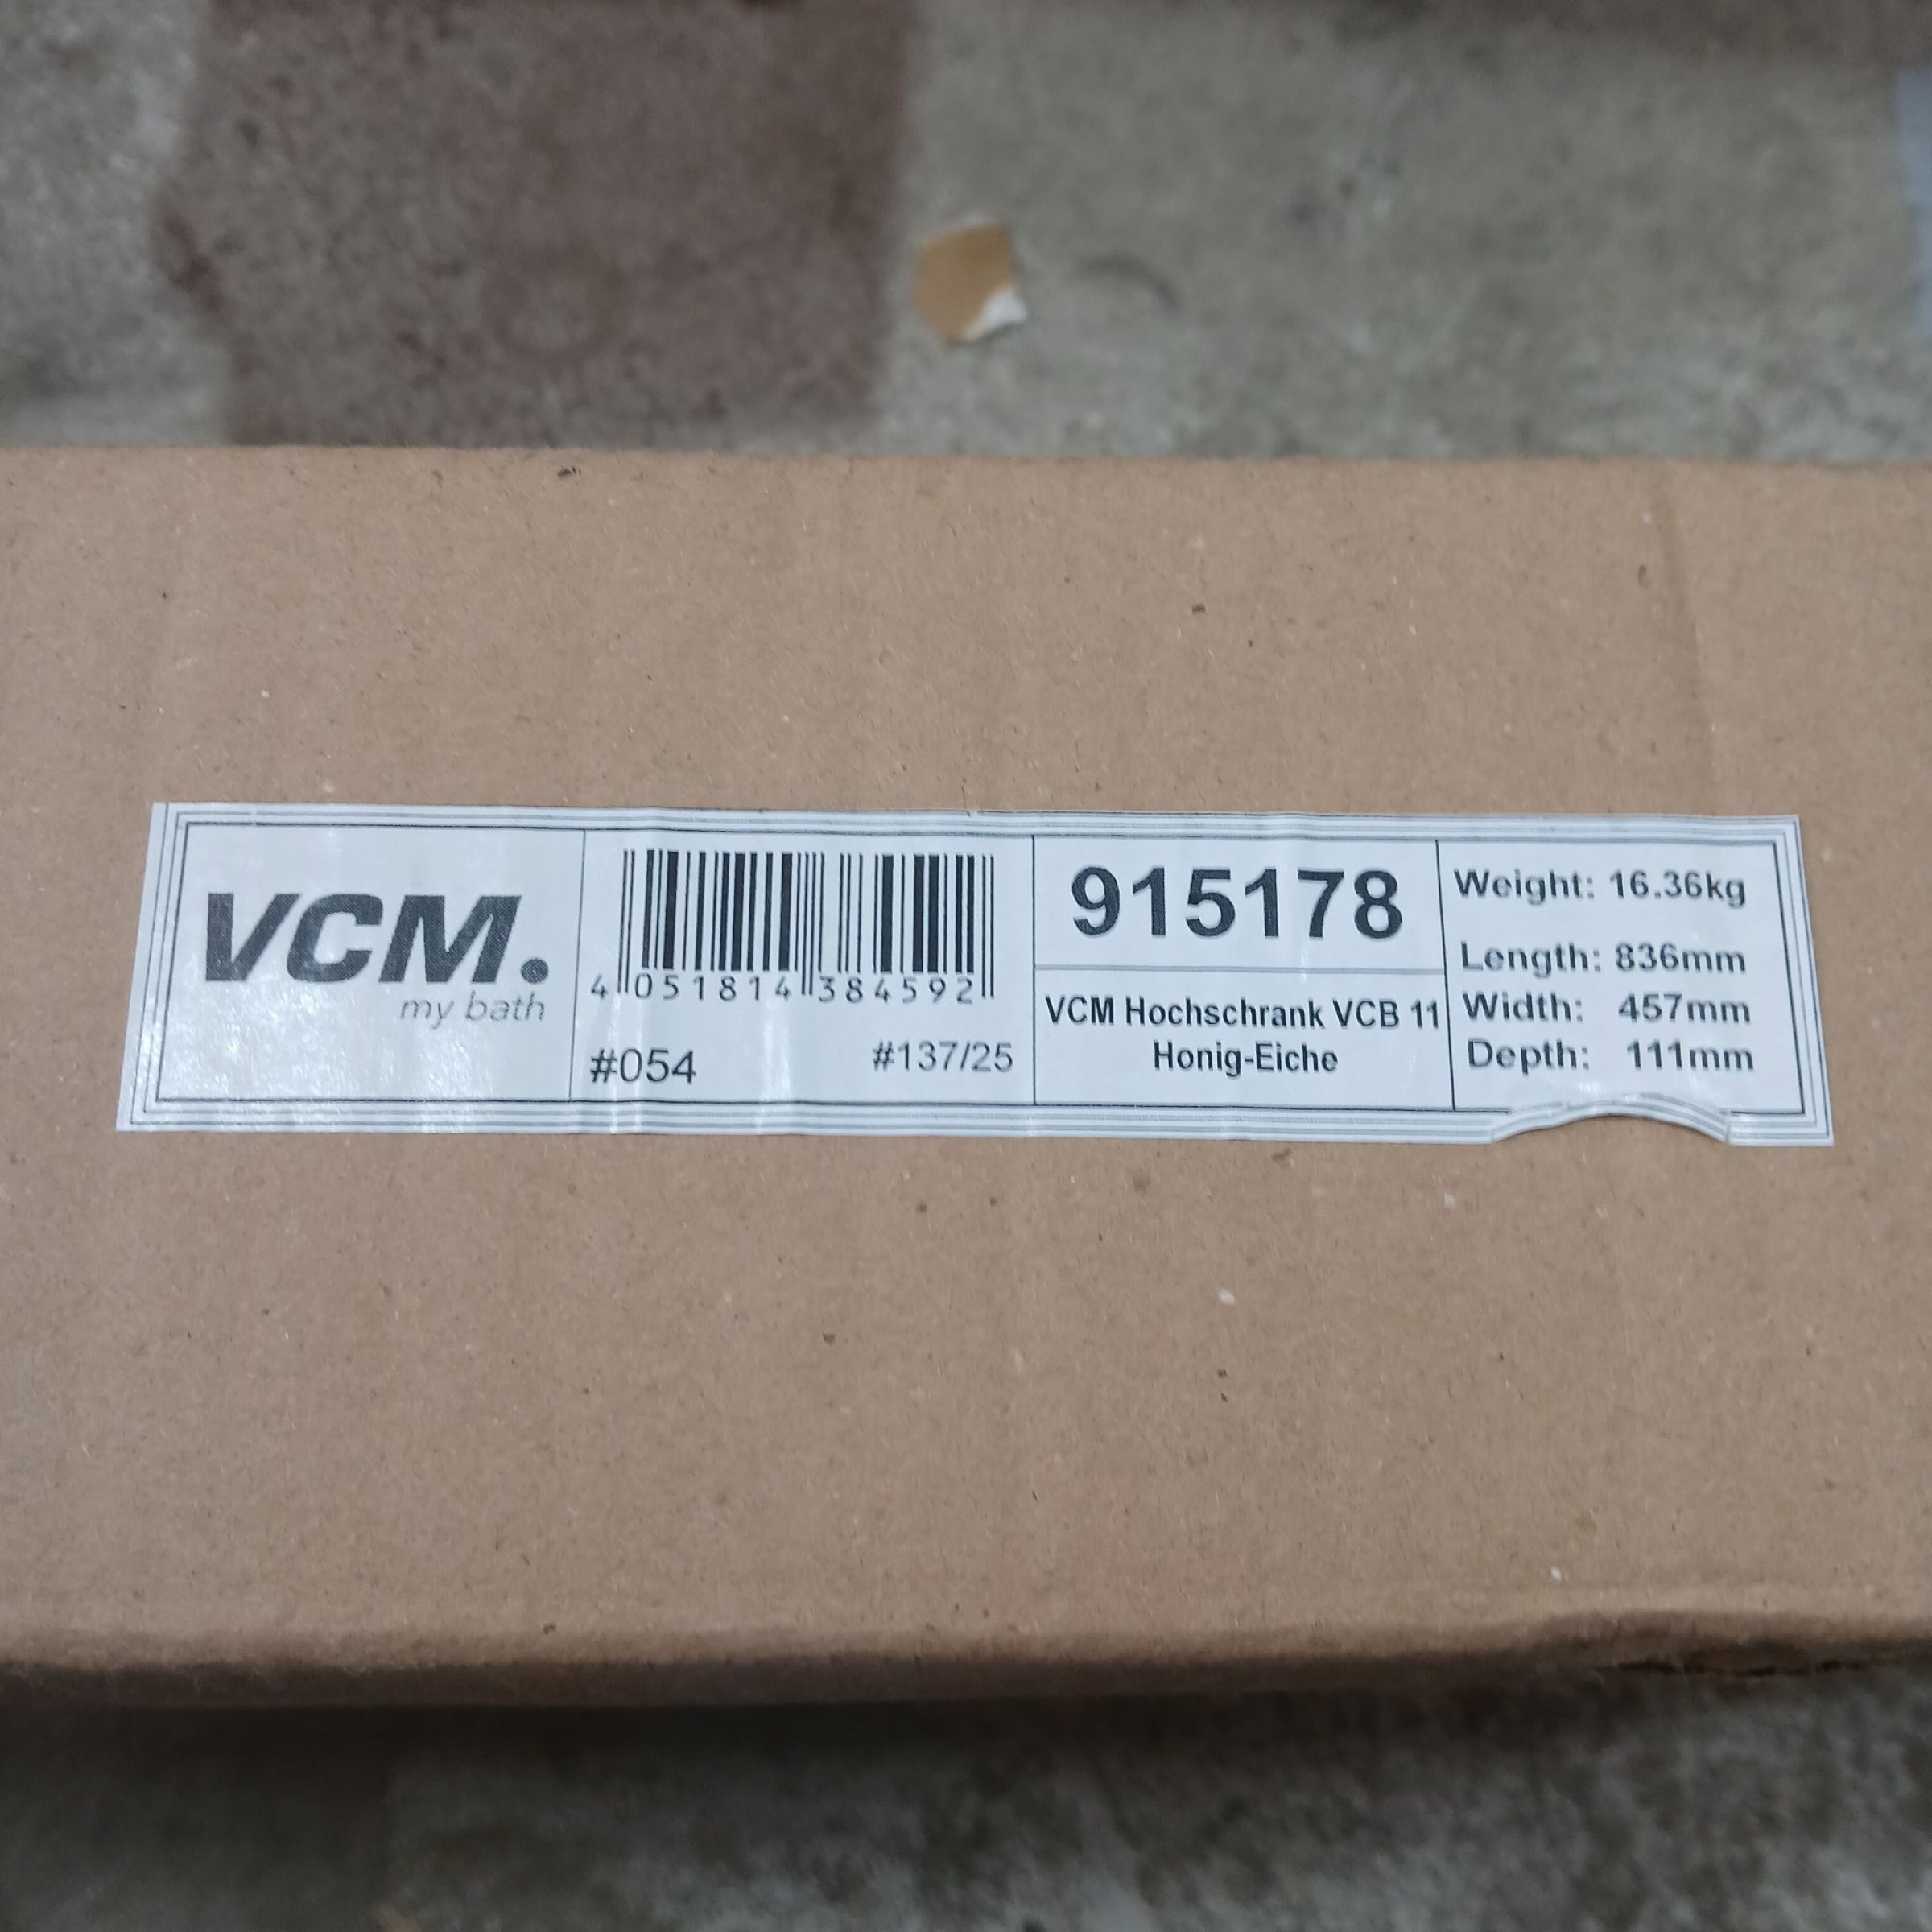 VCM.
my bath
4 051814 384592
#054 #137/25
915178
VCM Hochschrank VCB 11
Honig-Eiche
Weight: 16.36kg
Length: 836mm
Width: 457mm
Depth: 111mm